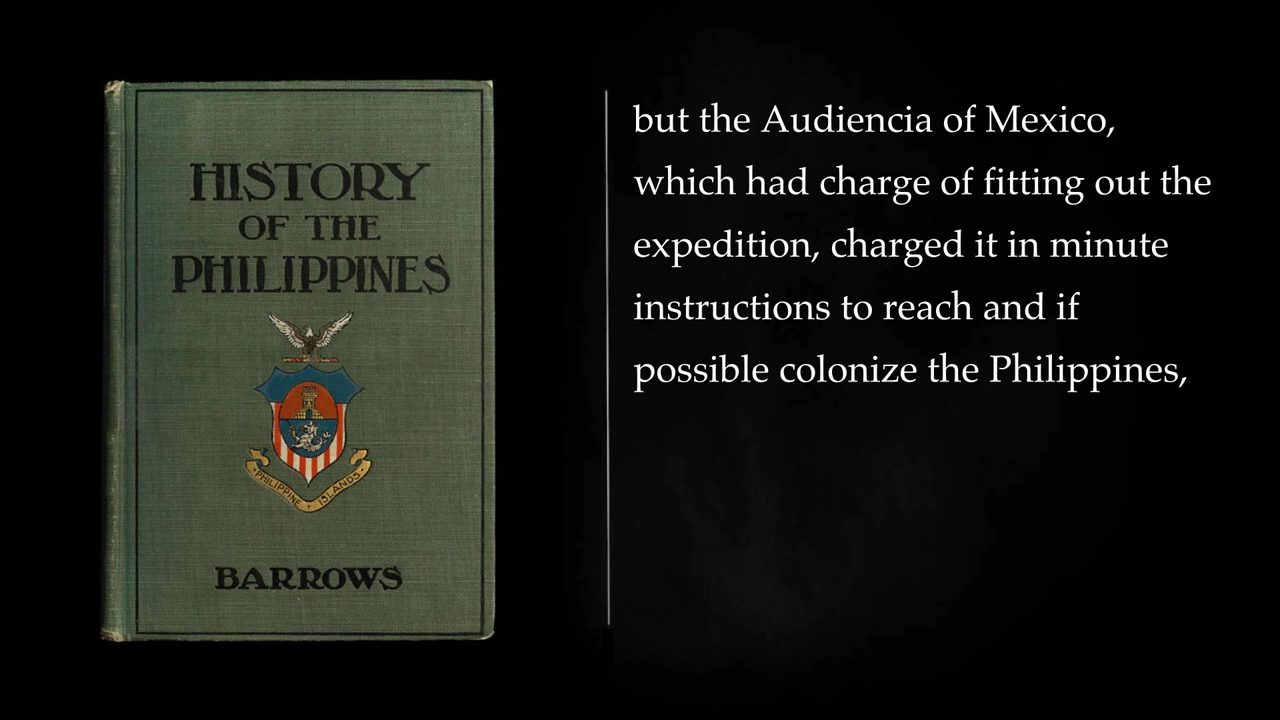 HISTORY
OF THE
PHILIPPINES
PHILIPPINE ISLANDS
BARROWS
but the Audiencia of Mexico,
which had charge of fitting out the
expedition, charged it in minute
instructions to reach and if
possible colonize the Philippines,